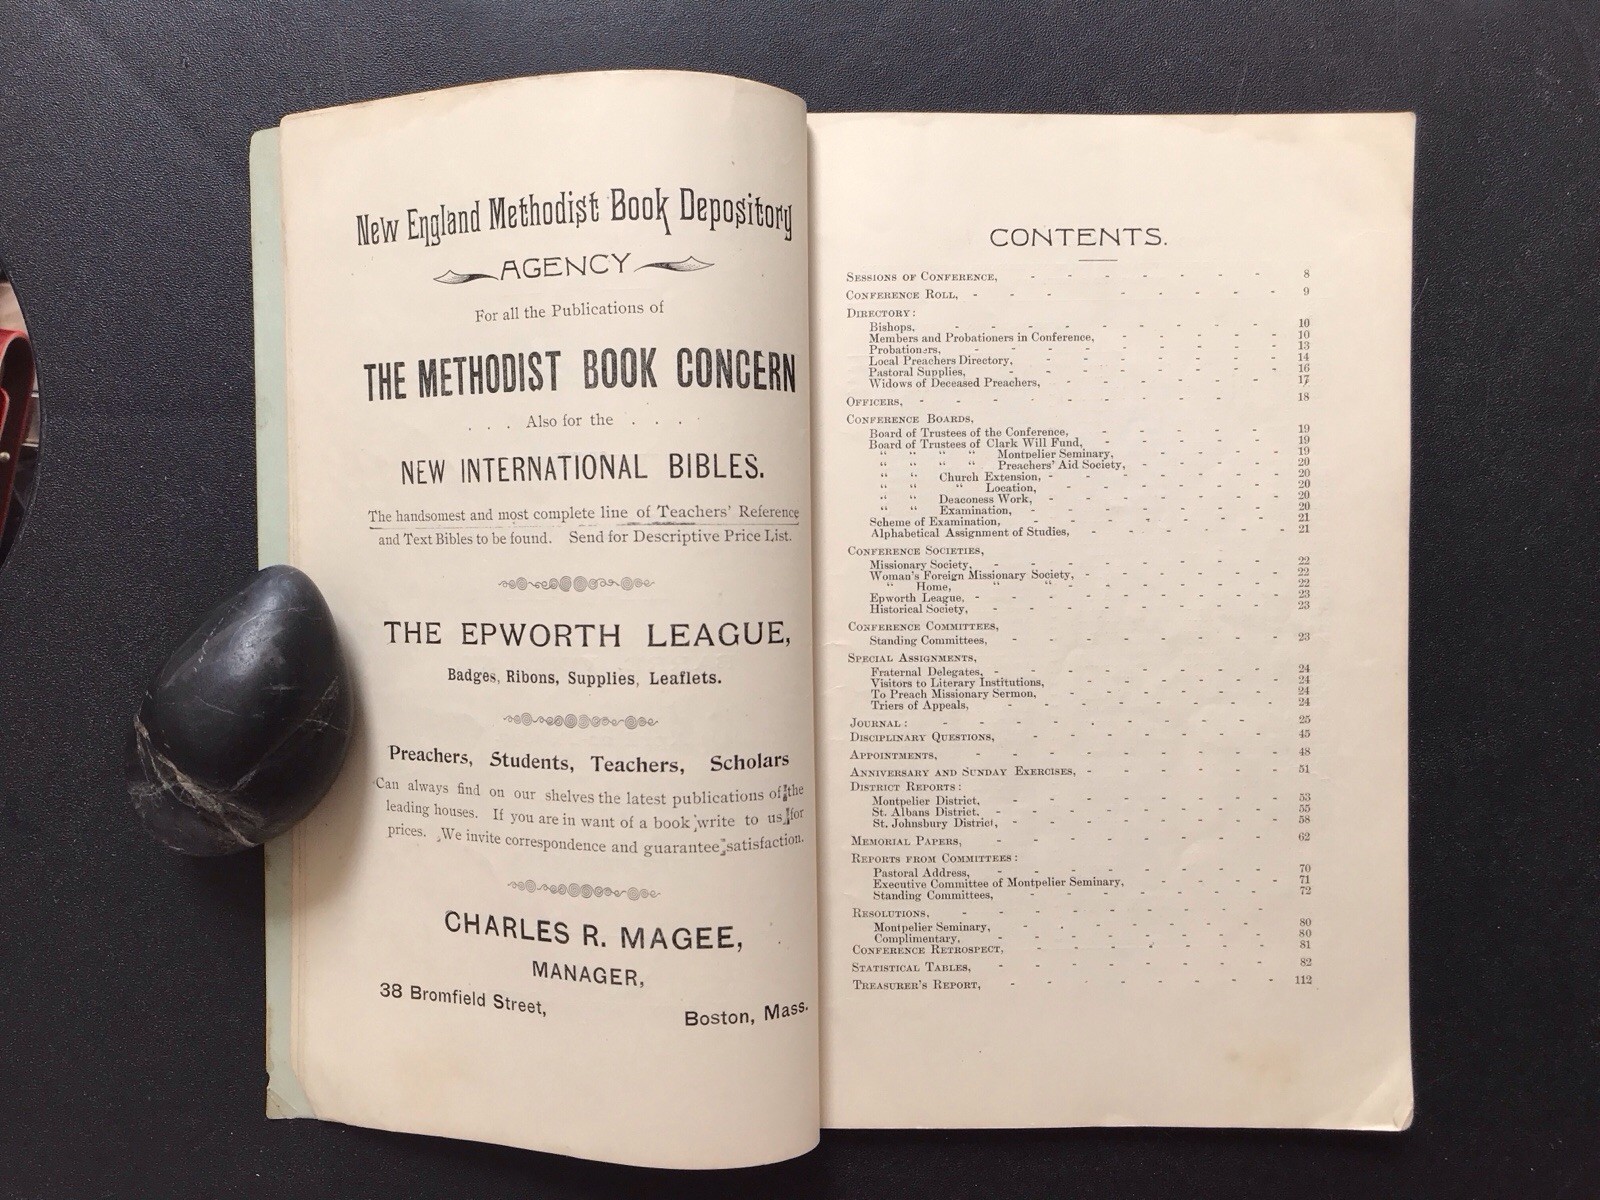 New England Methodist Book Depository
AGENCY
For all the Publications of
THE METHODIST BOOK CONCERN
. . . Also for the . . . .
NEW INTERNATIONAL BIBLES.
The handsomest and most complete line of Teachers' Reference
and Text Bibles to be found. Send for Descriptive Price List.
THE EPWORTH LEAGUE,
Badges, Ribons, Supplies, Leaflets.
Preachers, Students, Teachers, Scholars
Can always find on our shelves the latest publications of the
leading houses. If you are in want of a book write to us for
prices. We invite correspondence and guarantee satisfaction.
CHARLES R. MAGEE,
MANAGER,
38 Bromfield Street,
Boston, Mass.
CONTENTS.
SESSIONS OF CONFERENCE, - - - - - - - 8
CONFERENCE ROLL, - - - - - - - - 9
DIRECTORY:
Bishops, - - - - - - - - - 10
Members and Probationers in Conference, - - - - - 10
Probationers, - - - - - - - - 13
Local Preachers Directory, - - - - - - - 14
Pastoral Supplies, - - - - - - - - 16
Widows of Deceased Preachers, - - - - - - 17
OFFICERS, - - - - - - - - - - 18
CONFERENCE BOARDS,
Board of Trustees of the Conference, - - - - - 19
Board of Trustees of Clark Will Fund, - - - - - 19
" " " " Montpelier Seminary, - - - - 19
" " " " Preachers' Aid Society, - - - - 20
" " Church Extension, - - - - - - 20
" " " Location, - - - - - - 20
" " Deaconess Work, - - - - - - 20
" " Examination, - - - - - - 20
Scheme of Examination, - - - - - - - 21
Alphabetical Assignment of Studies, - - - - 21
CONFERENCE SOCIETIES,
Missionary Society, - - - - - - - - 22
Woman's Foreign Missionary Society, - - - - - 22
" Home, " " - - - - - 22
Epworth League, - - - - - - - - 23
Historical Society, - - - - - - - 23
CONFERENCE COMMITTEES,
Standing Committees, - - - - - - - 23
SPECIAL ASSIGNMENTS,
Fraternal Delegates, - - - - - - - 24
Visitors to Literary Institutions, - - - - - - 24
To Preach Missionary Sermon, - - - - - - 24
Triers of Appeals, - - - - - - - 24
JOURNAL: - - - - - - - - - 25
DISCIPLINARY QUESTIONS, - - - - - - - 45
APPOINTMENTS, - - - - - - - - 48
ANNIVERSARY AND SUNDAY EXERCISES, - - - - - - 51
DISTRICT REPORTS:
Montpelier District, - - - - - - - 53
St. Albans District, - - - - - - - 55
St. Johnsbury District, - - - - - - - 58
MEMORIAL PAPERS, - - - - - - - - 62
REPORTS FROM COMMITTEES:
Pastoral Address, - - - - - - - - 70
Executive Committee of Montpelier Seminary, - - - - 71
Standing Committees, - - - - - - - 72
RESOLUTIONS, - - - - - - - - -
Montpelier Seminary, - - - - - - - 80
Complimentary, - - - - - - - - 80
CONFERENCE RETROSPECT, - - - - - - - 81
STATISTICAL TABLES, - - - - - - - - 82
TREASURER'S REPORT, - - - - - - - - 112